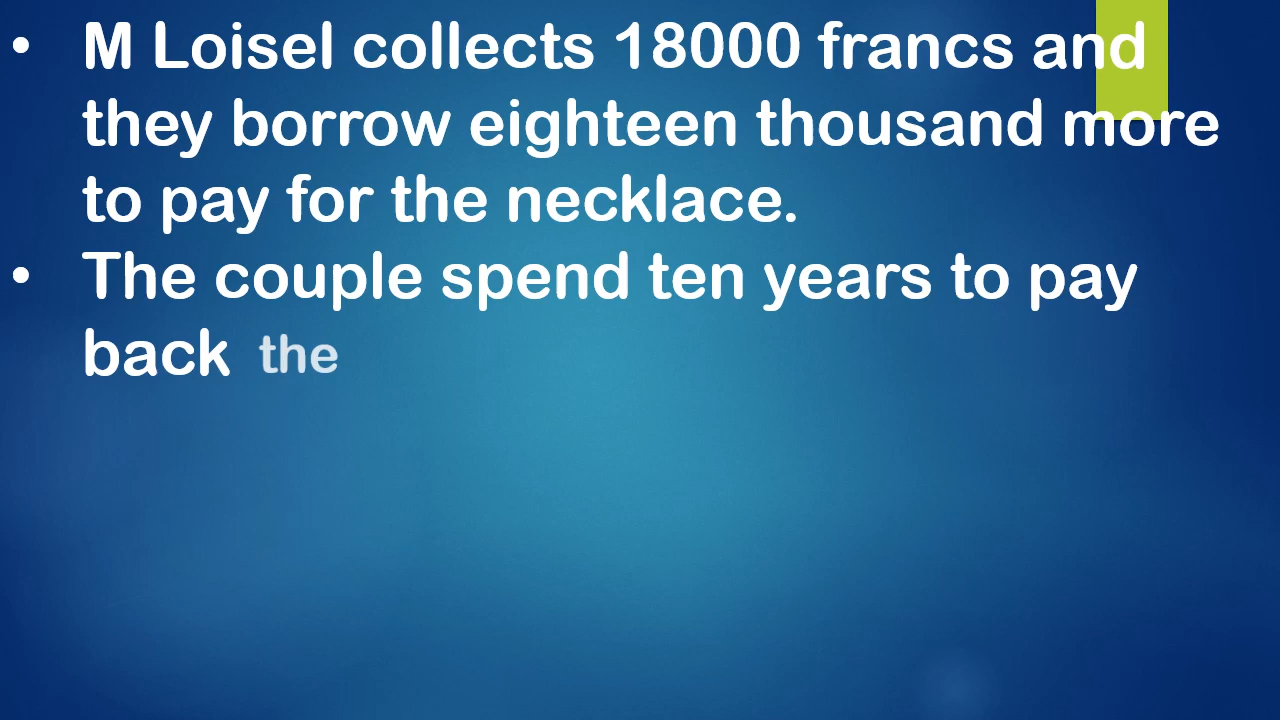 • M Loisel collects 18000 francs and
they borrow eighteen thousand more
to pay for the necklace.
• The couple spend ten years to pay
back the